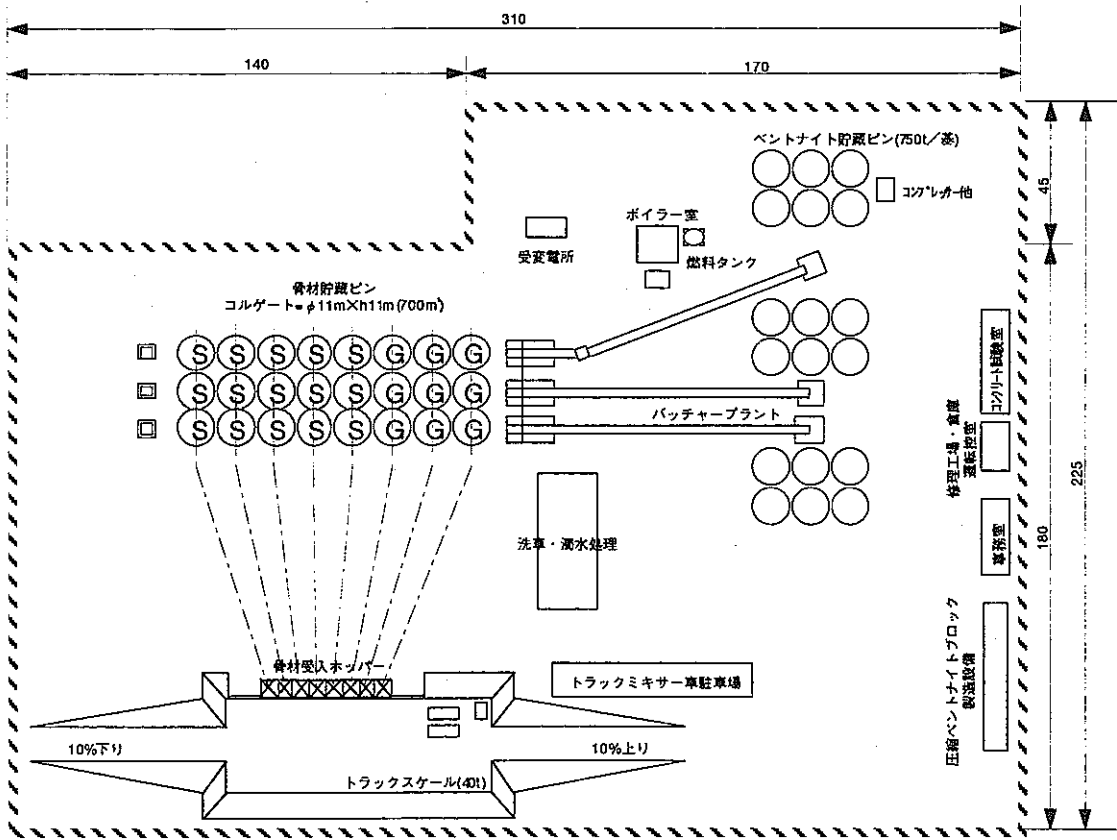 310
140
170
ベントナイト貯蔵ビン(750t/基)
コンプレッサー他
45
ボイラー室
受変電所
燃料タンク
骨材貯蔵ビン
コルゲート=φ11m×h11m(700㎥)
S S S S S G G G
S S S S S G G G
S S S S S G G G
バッチャープラント
コンクリート試験室
修理工場・倉庫
運転控室
180
225
洗車・濁水処理
事務室
骨材受入ホッパー
トラックミキサー車駐車場
圧縮ベントナイトブロック
製造設備
10%下り
10%上り
トラックスケール(40t)